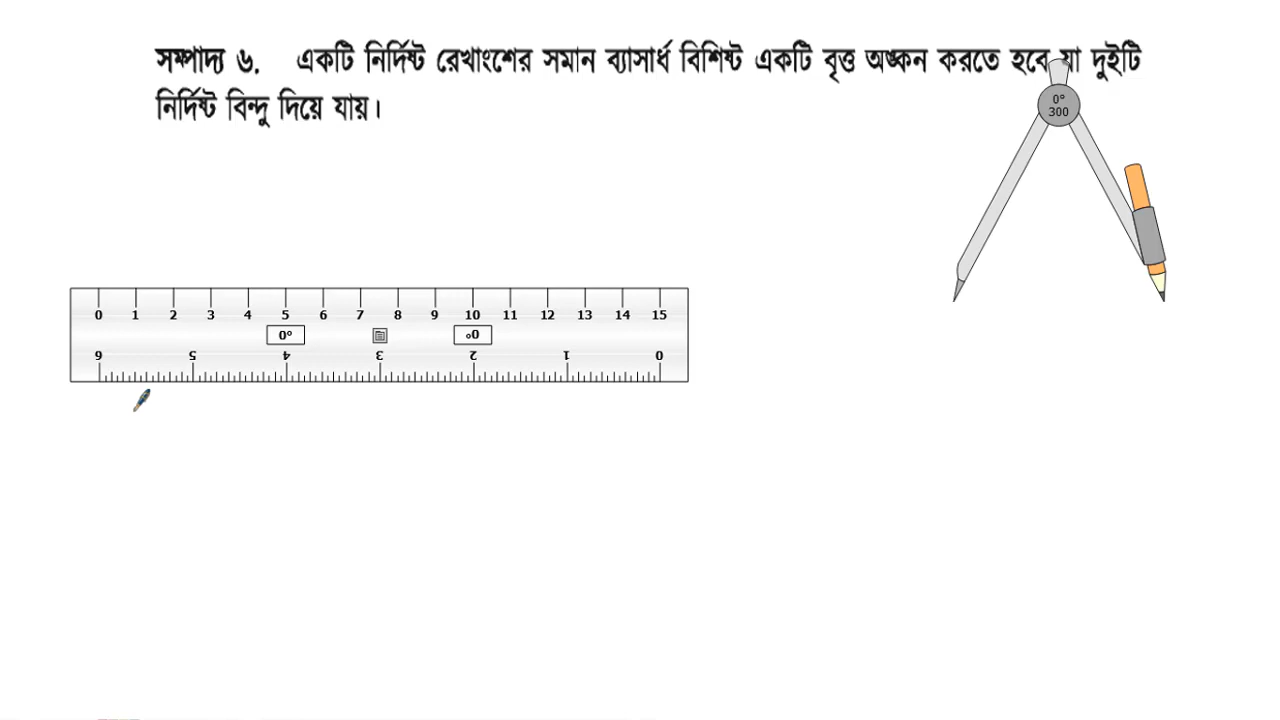 সম্পাদ্য ৬. একটি নির্দিষ্ট রেখাংশের সমান ব্যাসার্ধ বিশিষ্ট একটি বৃত্ত অঙ্কন করতে হবে যা দুইটি
নির্দিষ্ট বিন্দু দিয়ে যায়।
0°
300
0 1 2 3 4 5 6 7 8 9 10 11 12 13 14 15
0° 0°
6 5 4 3 2 1 0